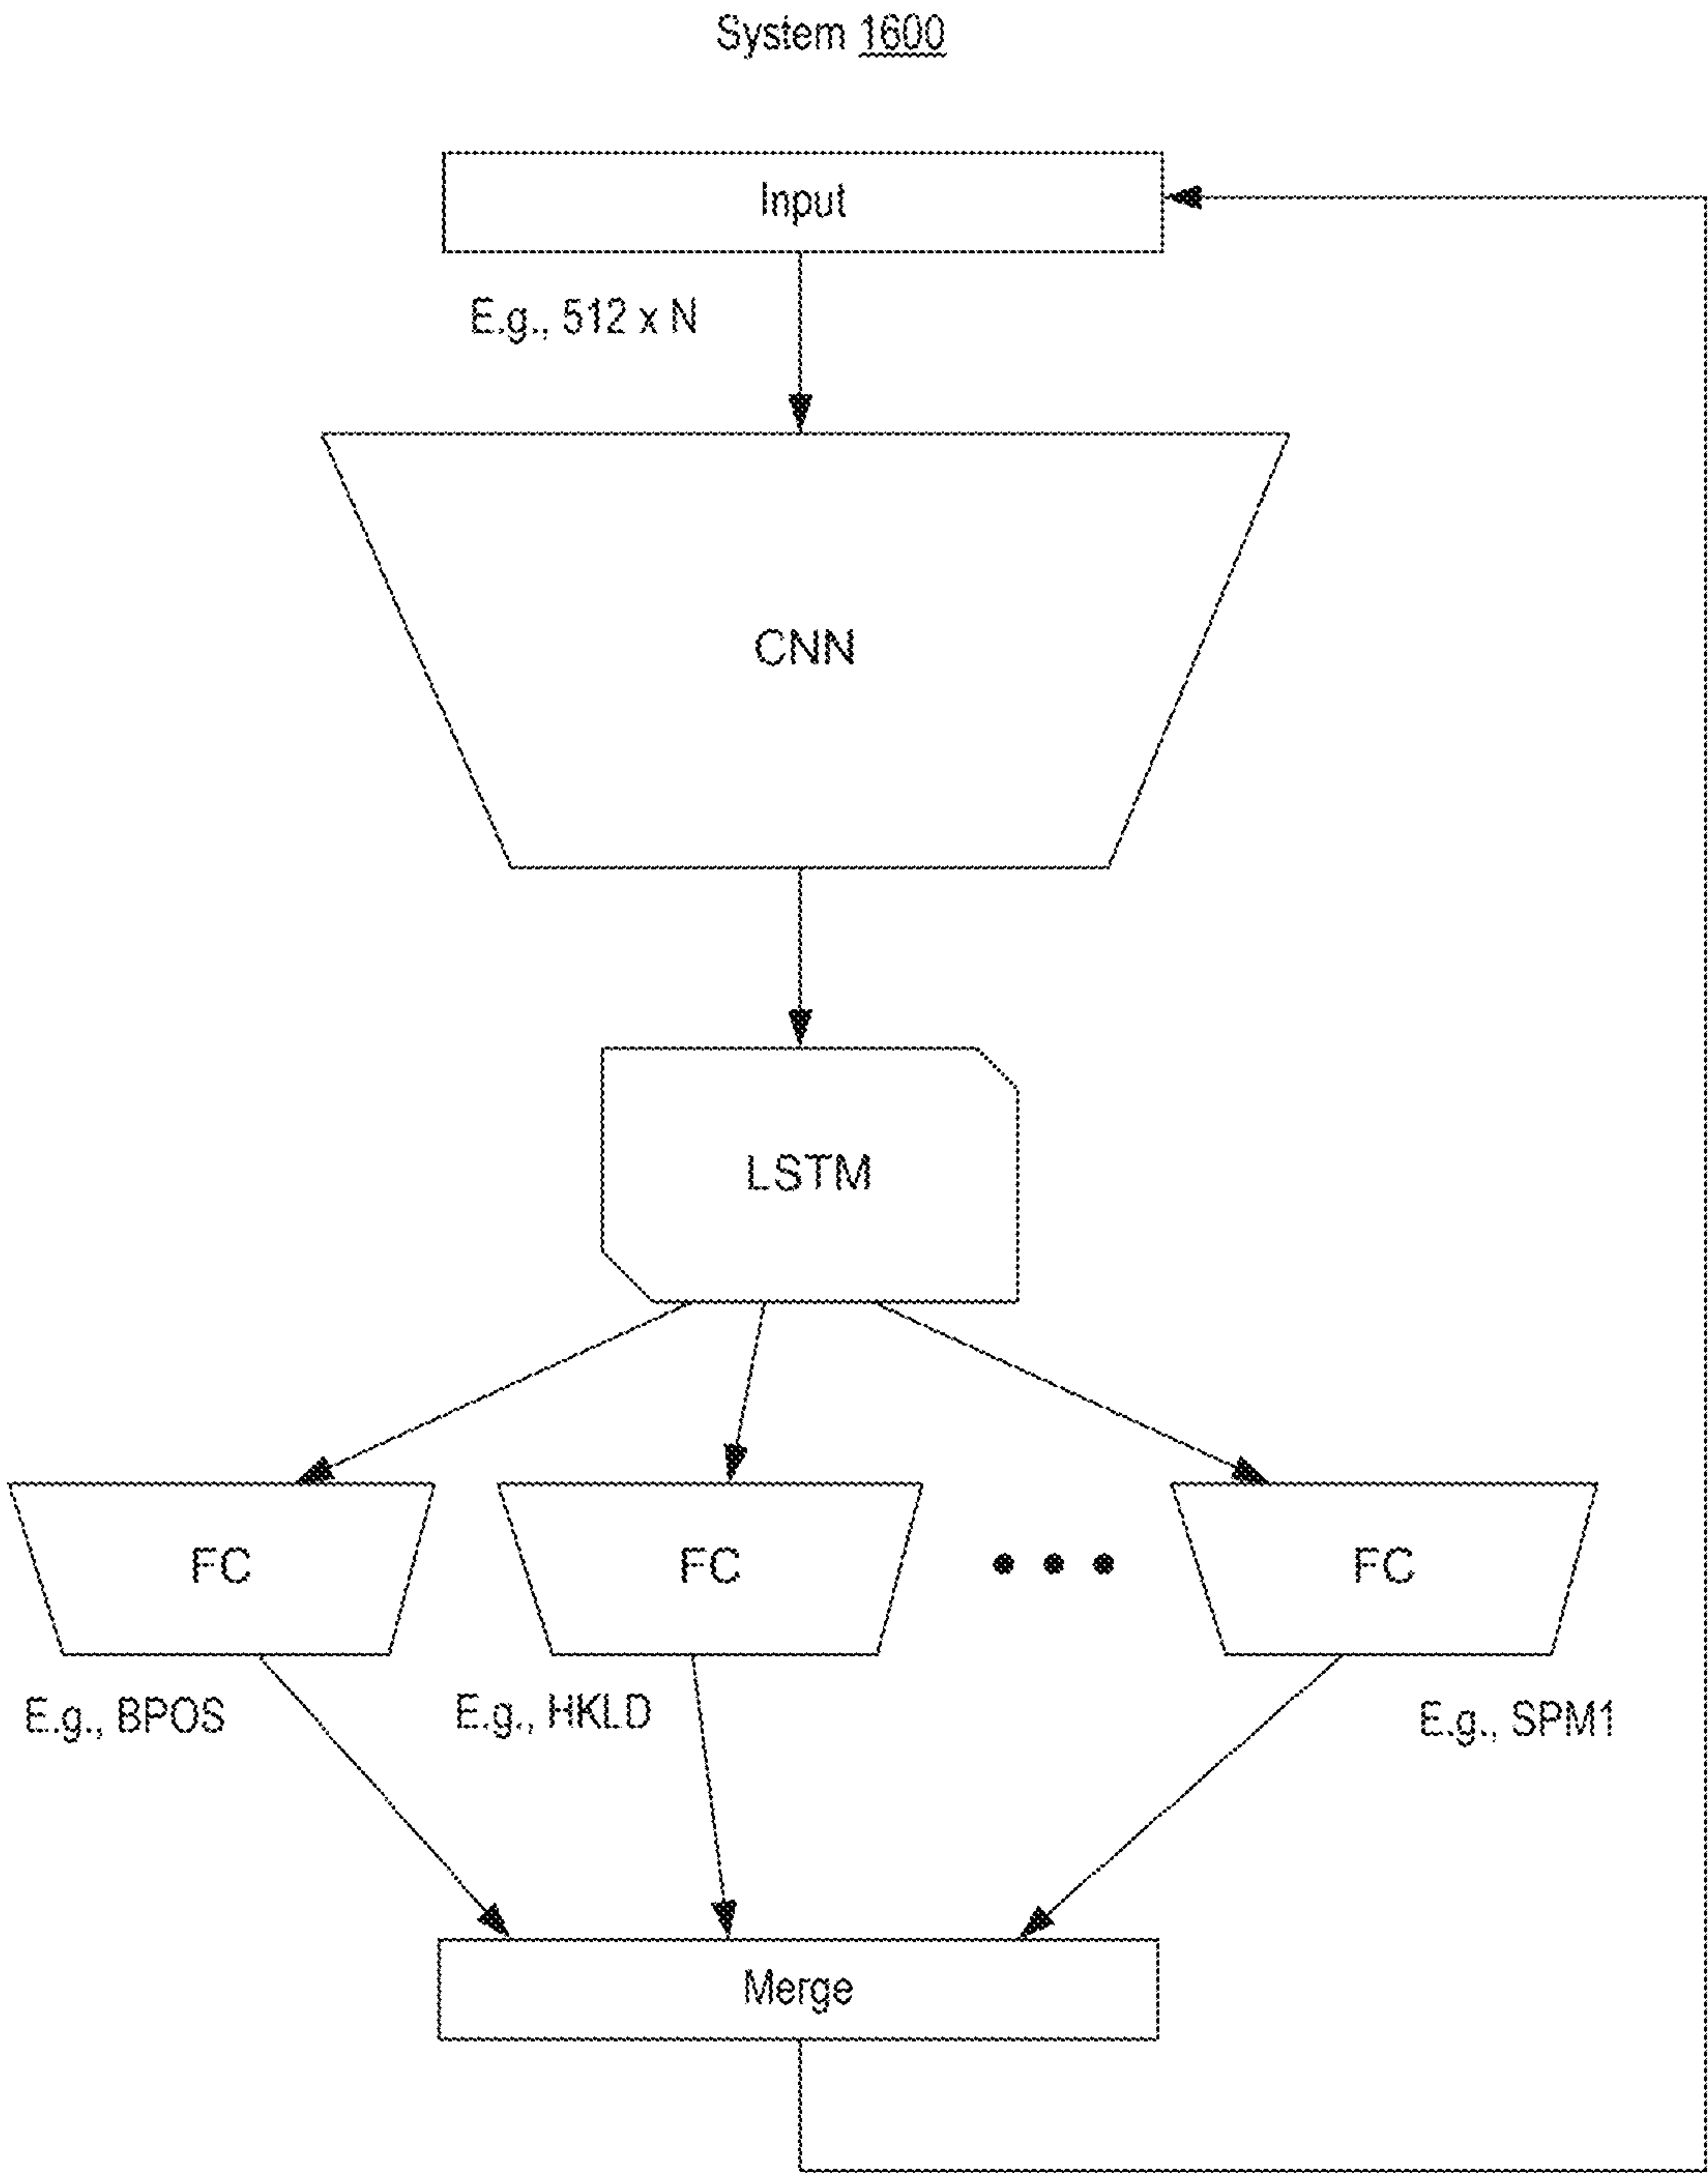 System 1600
Input
E.g., 512 x N
CNN
LSTM
FC
FC
FC
E.g., BPOS
E.g., HKLD
E.g., SPM1
Merge